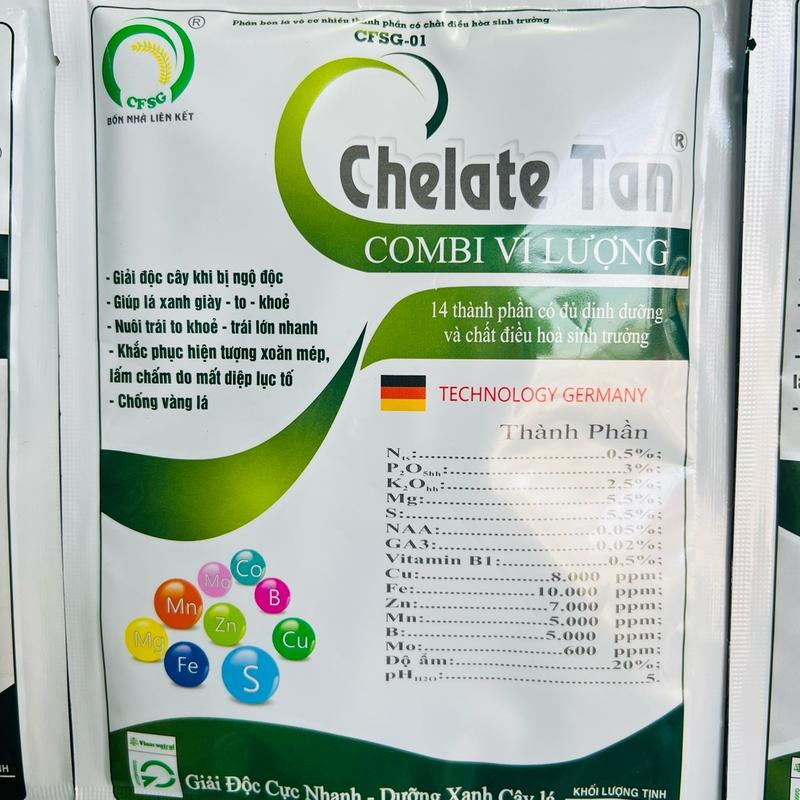 Phân bón lá vô cơ nhiều thành phần có chất điều hòa sinh trưởng
CFSG-01
®
CFSG
BỐN NHÀ LIÊN KẾT
Chelate Tan®
COMBI VI LƯỢNG
- Giải độc cây khi bị ngộ độc
- Giúp lá xanh giày - to - khoẻ
- Nuôi trái to khoẻ - trái lớn nhanh
- Khắc phục hiện tượng xoăn mép,
lấm chấm do mất diệp lục tố
- Chống vàng lá
14 thành phần có đủ dinh dưỡng
và chất điều hoà sinh trưởng
TECHNOLOGY GERMANY
Thành Phần
Nts:..........0,5%;
P2O5hh:..........3%;
K2Ohh:..........2,5%;
Mg:..........5,5%;
S:..........5,5%;
NAA:..........0,05%;
GA3:..........0,02%;
Vitamin B1:..........0,5%;
Cu:..........8.000 ppm;
Fe:..........10.000 ppm;
Zn:..........7.000 ppm;
Mn:..........5.000 ppm;
B:..........5.000 ppm;
Mo:..........600 ppm;
Độ ẩm:..........20%;
pHH2O:..........5.
Mo
Co
B
Mn
Zn
Mg
Cu
Fe
S
Giải Độc Cực Nhanh - Dưỡng Xanh Cây lá
KHỐI LƯỢNG TỊNH